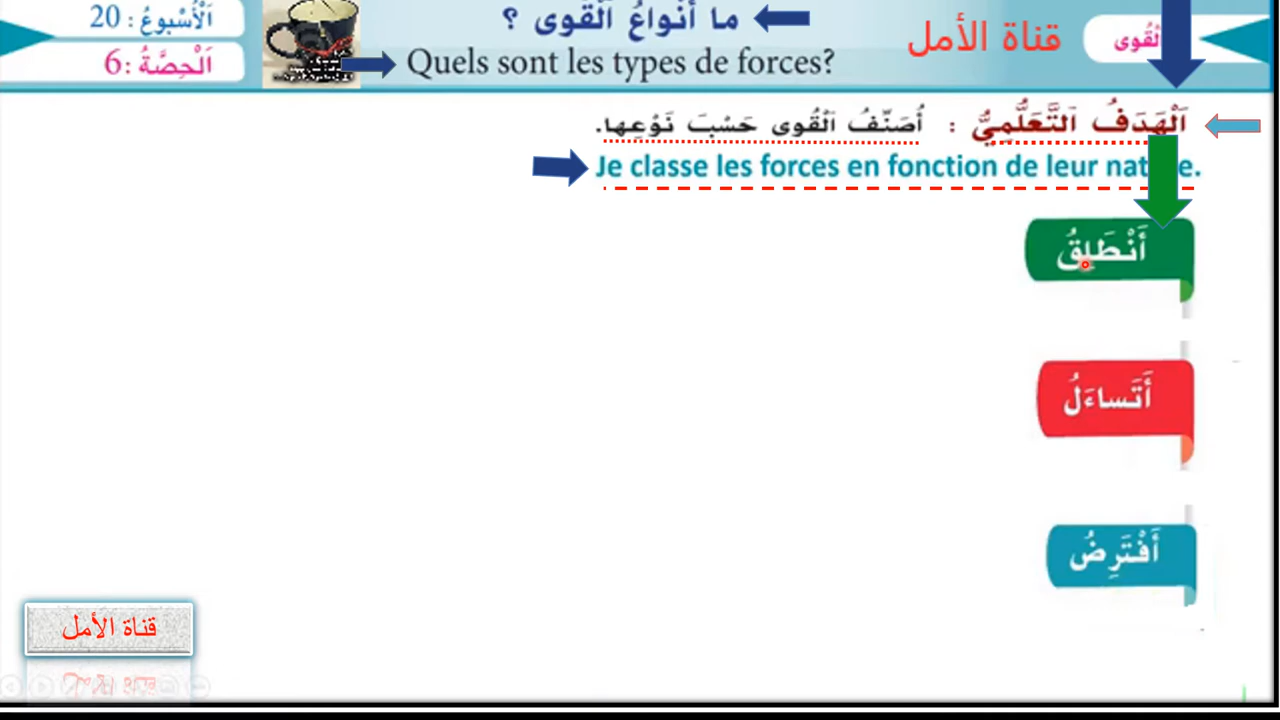 اَلْأُسْبوعُ : 20
اَلْحِصَّةُ : 6
ما أَنْواعُ اَلْقُوى ؟
Quels sont les types de forces?
قناة الأمل
اَلْهَدَفُ اَلتَّعَلُّمِيُّ : أُصَنِّفُ اَلْقُوى حَسْبَ نَوْعِها.
Je classe les forces en fonction de leur
أَنْطَلِقُ
أَتَساءَلُ
أَفْتَرِضُ
قناة الأمل